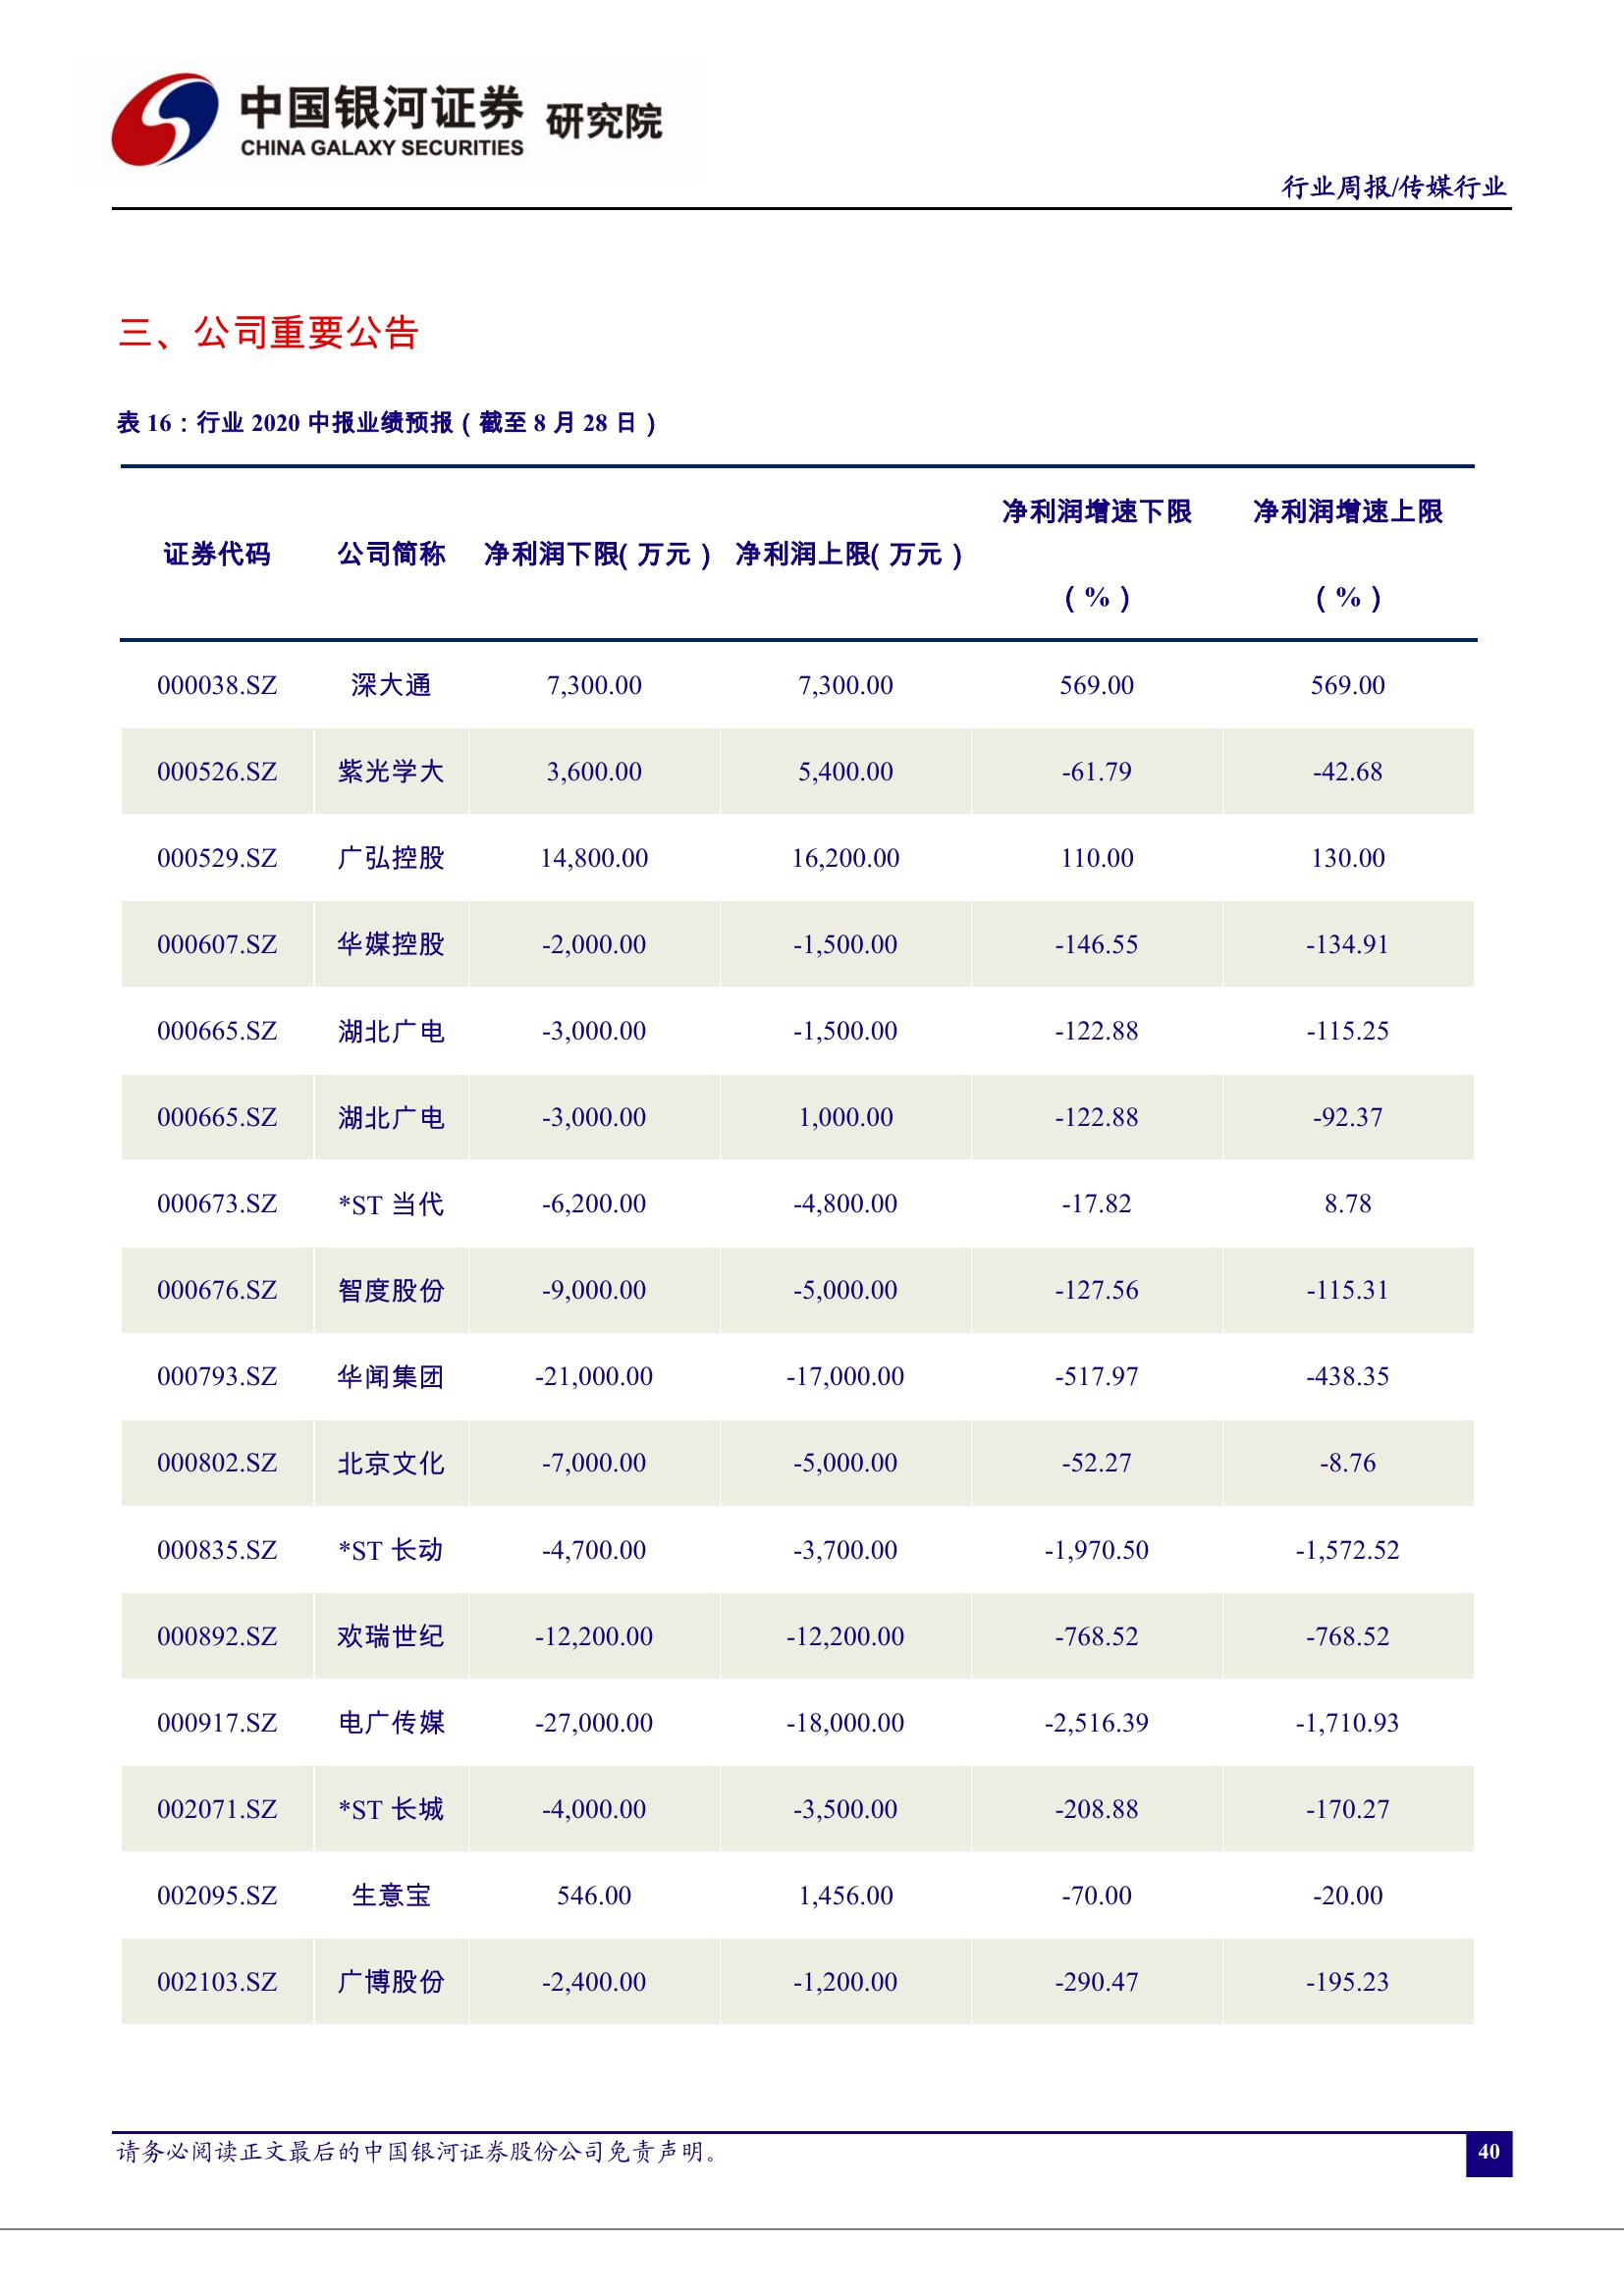 中国银河证券 研究院
CHINA GALAXY SECURITIES
行业周报/传媒行业
三、公司重要公告
表 16：行业 2020 中报业绩预报（截至 8 月 28 日）
证券代码 公司简称 净利润下限（万元） 净利润上限（万元） 净利润增速下限（%） 净利润增速上限（%）
000038.SZ 深大通 7,300.00 7,300.00 569.00 569.00
000526.SZ 紫光学大 3,600.00 5,400.00 -61.79 -42.68
000529.SZ 广弘控股 14,800.00 16,200.00 110.00 130.00
000607.SZ 华媒控股 -2,000.00 -1,500.00 -146.55 -134.91
000665.SZ 湖北广电 -3,000.00 -1,500.00 -122.88 -115.25
000665.SZ 湖北广电 -3,000.00 1,000.00 -122.88 -92.37
000673.SZ *ST 当代 -6,200.00 -4,800.00 -17.82 8.78
000676.SZ 智度股份 -9,000.00 -5,000.00 -127.56 -115.31
000793.SZ 华闻集团 -21,000.00 -17,000.00 -517.97 -438.35
000802.SZ 北京文化 -7,000.00 -5,000.00 -52.27 -8.76
000835.SZ *ST 长动 -4,700.00 -3,700.00 -1,970.50 -1,572.52
000892.SZ 欢瑞世纪 -12,200.00 -12,200.00 -768.52 -768.52
000917.SZ 电广传媒 -27,000.00 -18,000.00 -2,516.39 -1,710.93
002071.SZ *ST 长城 -4,000.00 -3,500.00 -208.88 -170.27
002095.SZ 生意宝 546.00 1,456.00 -70.00 -20.00
002103.SZ 广博股份 -2,400.00 -1,200.00 -290.47 -195.23
请务必阅读正文最后的中国银河证券股份公司免责声明。
40